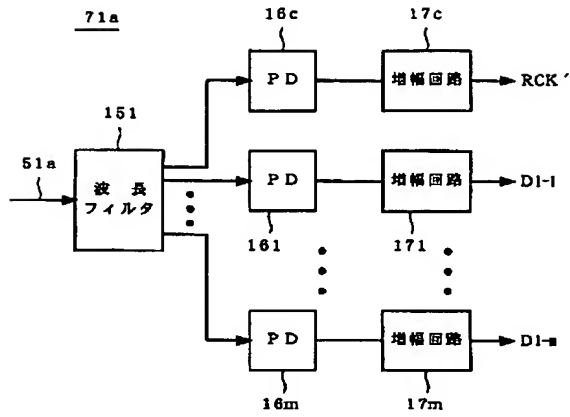 71a
16c
17c
PD
増幅回路
RCK'
151
51a
波長
フィルタ
PD
増幅回路
D1-1
161
171
PD
増幅回路
D1-m
16m
17m